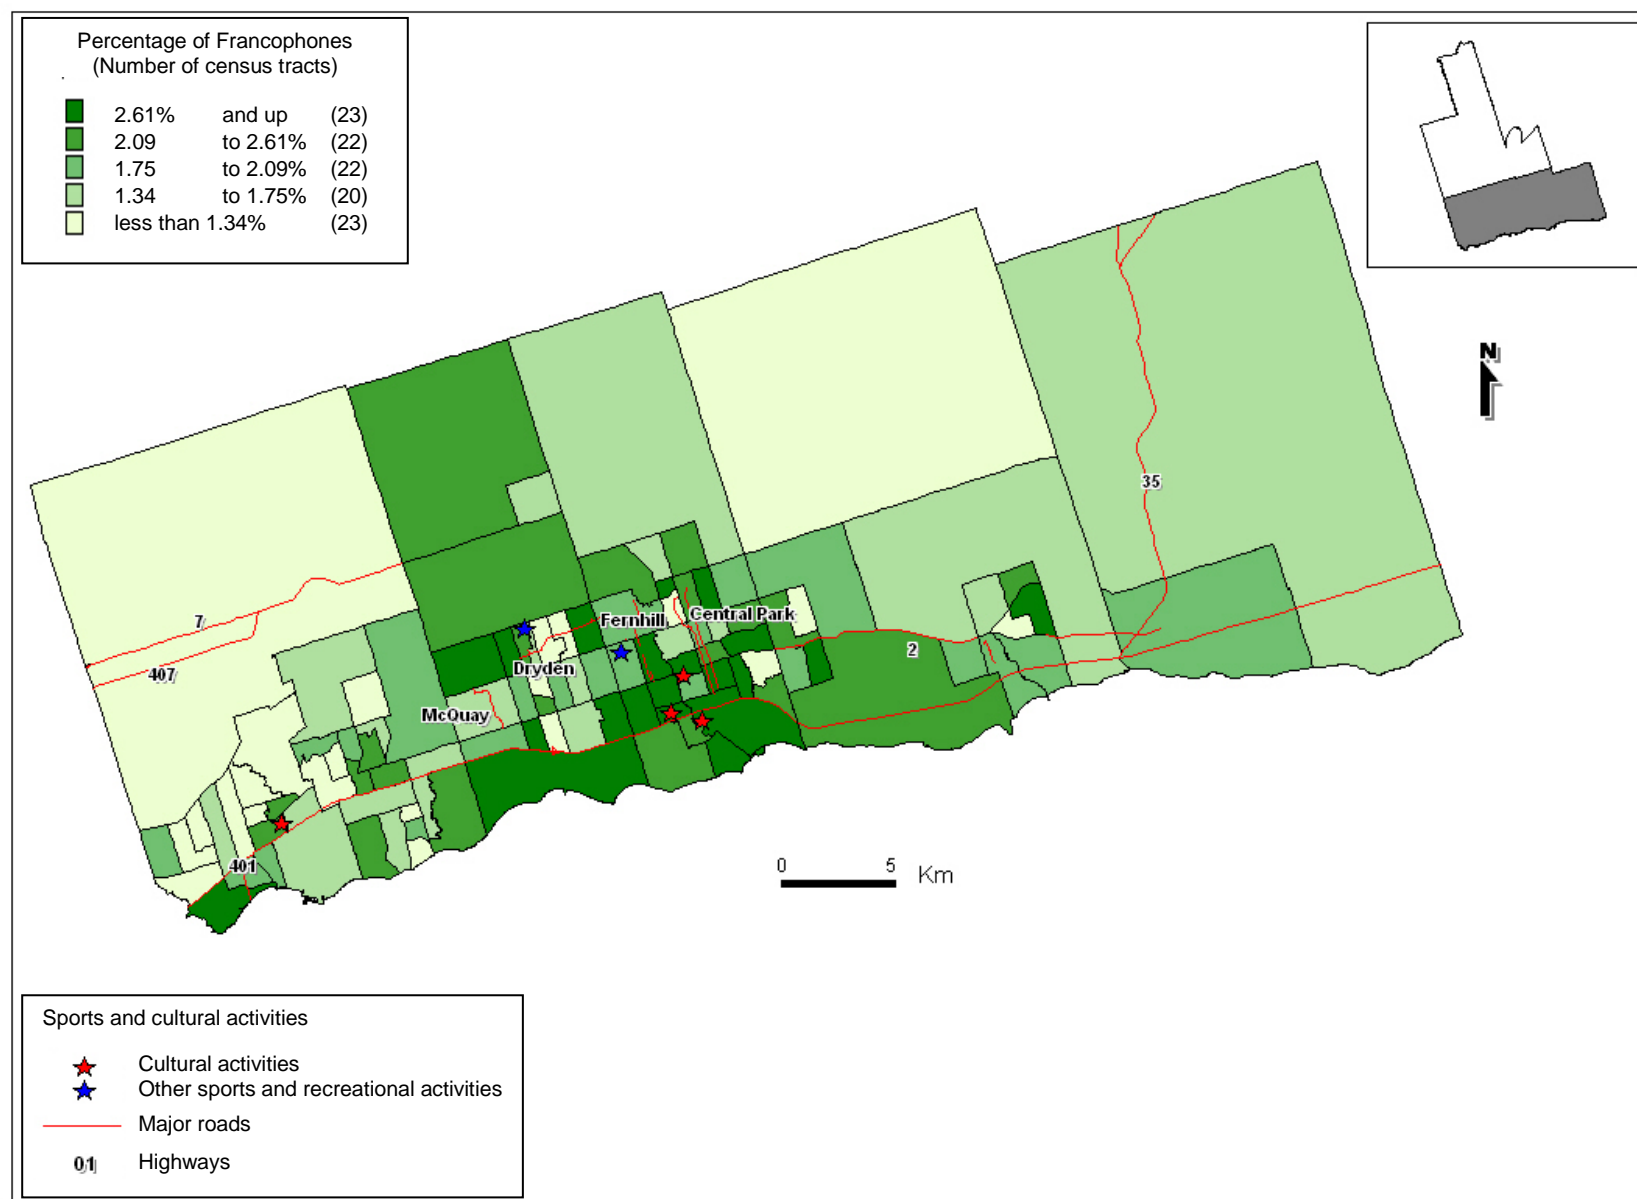 Percentage of Francophones
(Number of census tracts)
2.61% and up (23)
2.09 to 2.61% (22)
1.75 to 2.09% (22)
1.34 to 1.75% (20)
less than 1.34% (23)
N
35
Fernhill
Central Park
7
2
407
Dryden
McQuay
401
0 5 Km
Sports and cultural activities
Cultural activities
Other sports and recreational activities
Major roads
01 Highways